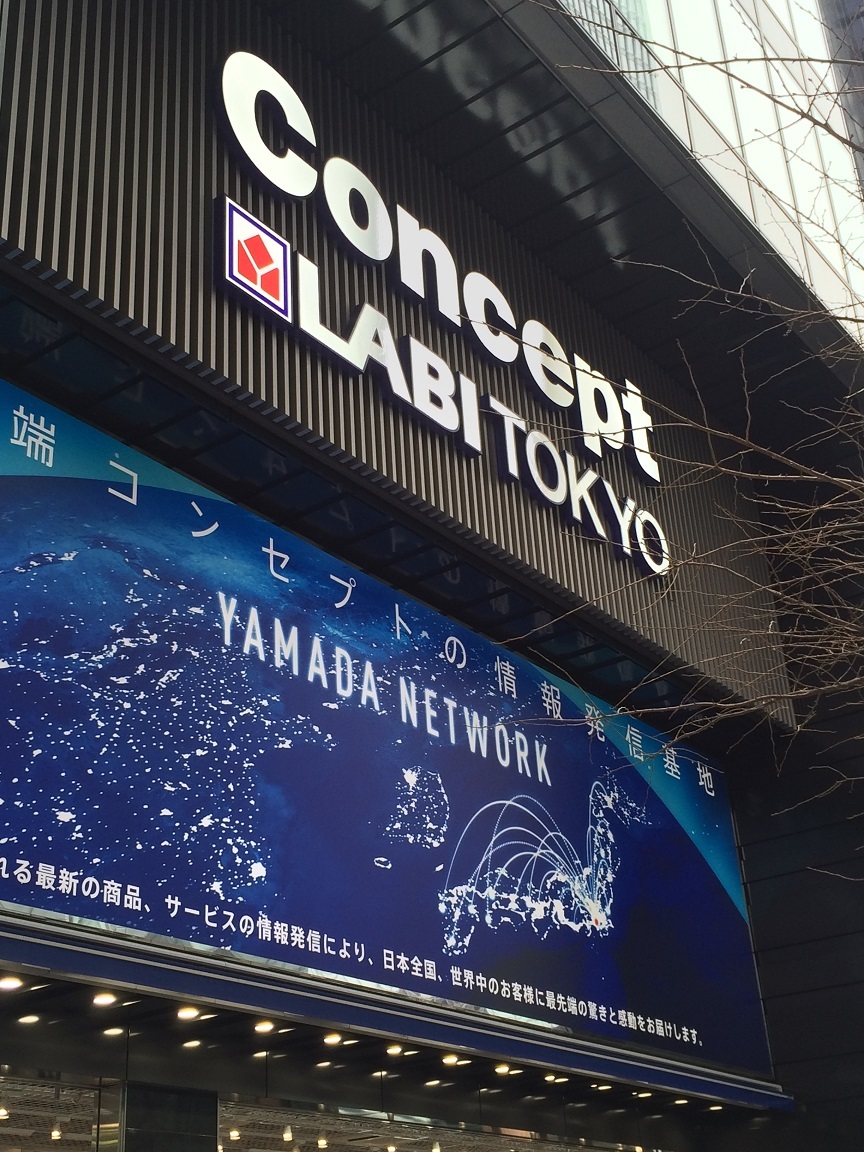 Concept
LABI TOKYO
端コンセプトの情報発信基地
YAMADA NETWORK
れる最新の商品、サービスの情報発信により、日本全国、世界中のお客様に最先端の驚きと感動をお届けします。